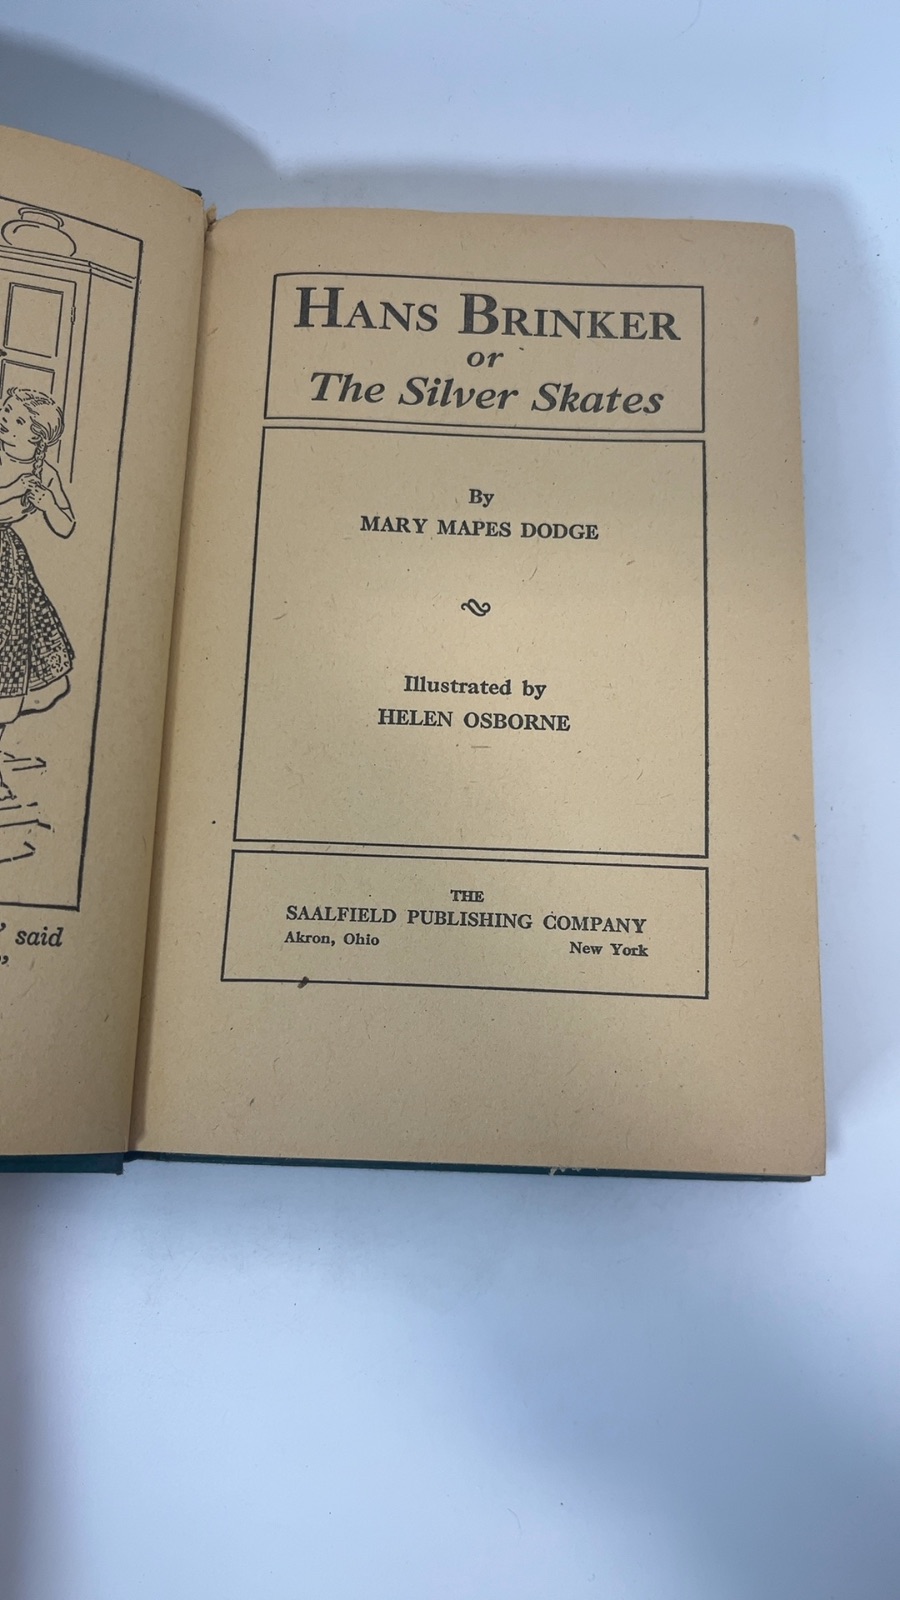 ' said
"
HANS BRINKER
or
The Silver Skates
By
MARY MAPES DODGE
Illustrated by
HELEN OSBORNE
THE
SAALFIELD PUBLISHING COMPANY
Akron, Ohio New York